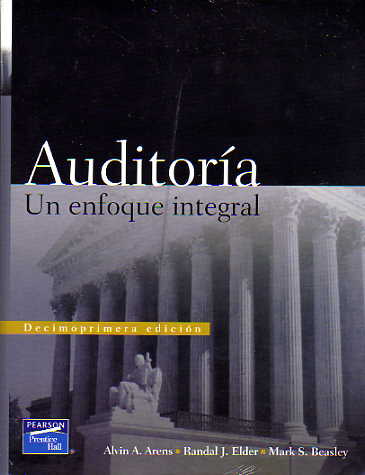 Auditoría
Un enfoque integral
Decimoprimera edición
PEARSON
Prentice
Hall
Alvin A. Arens • Randal J. Elder • Mark S. Beasley